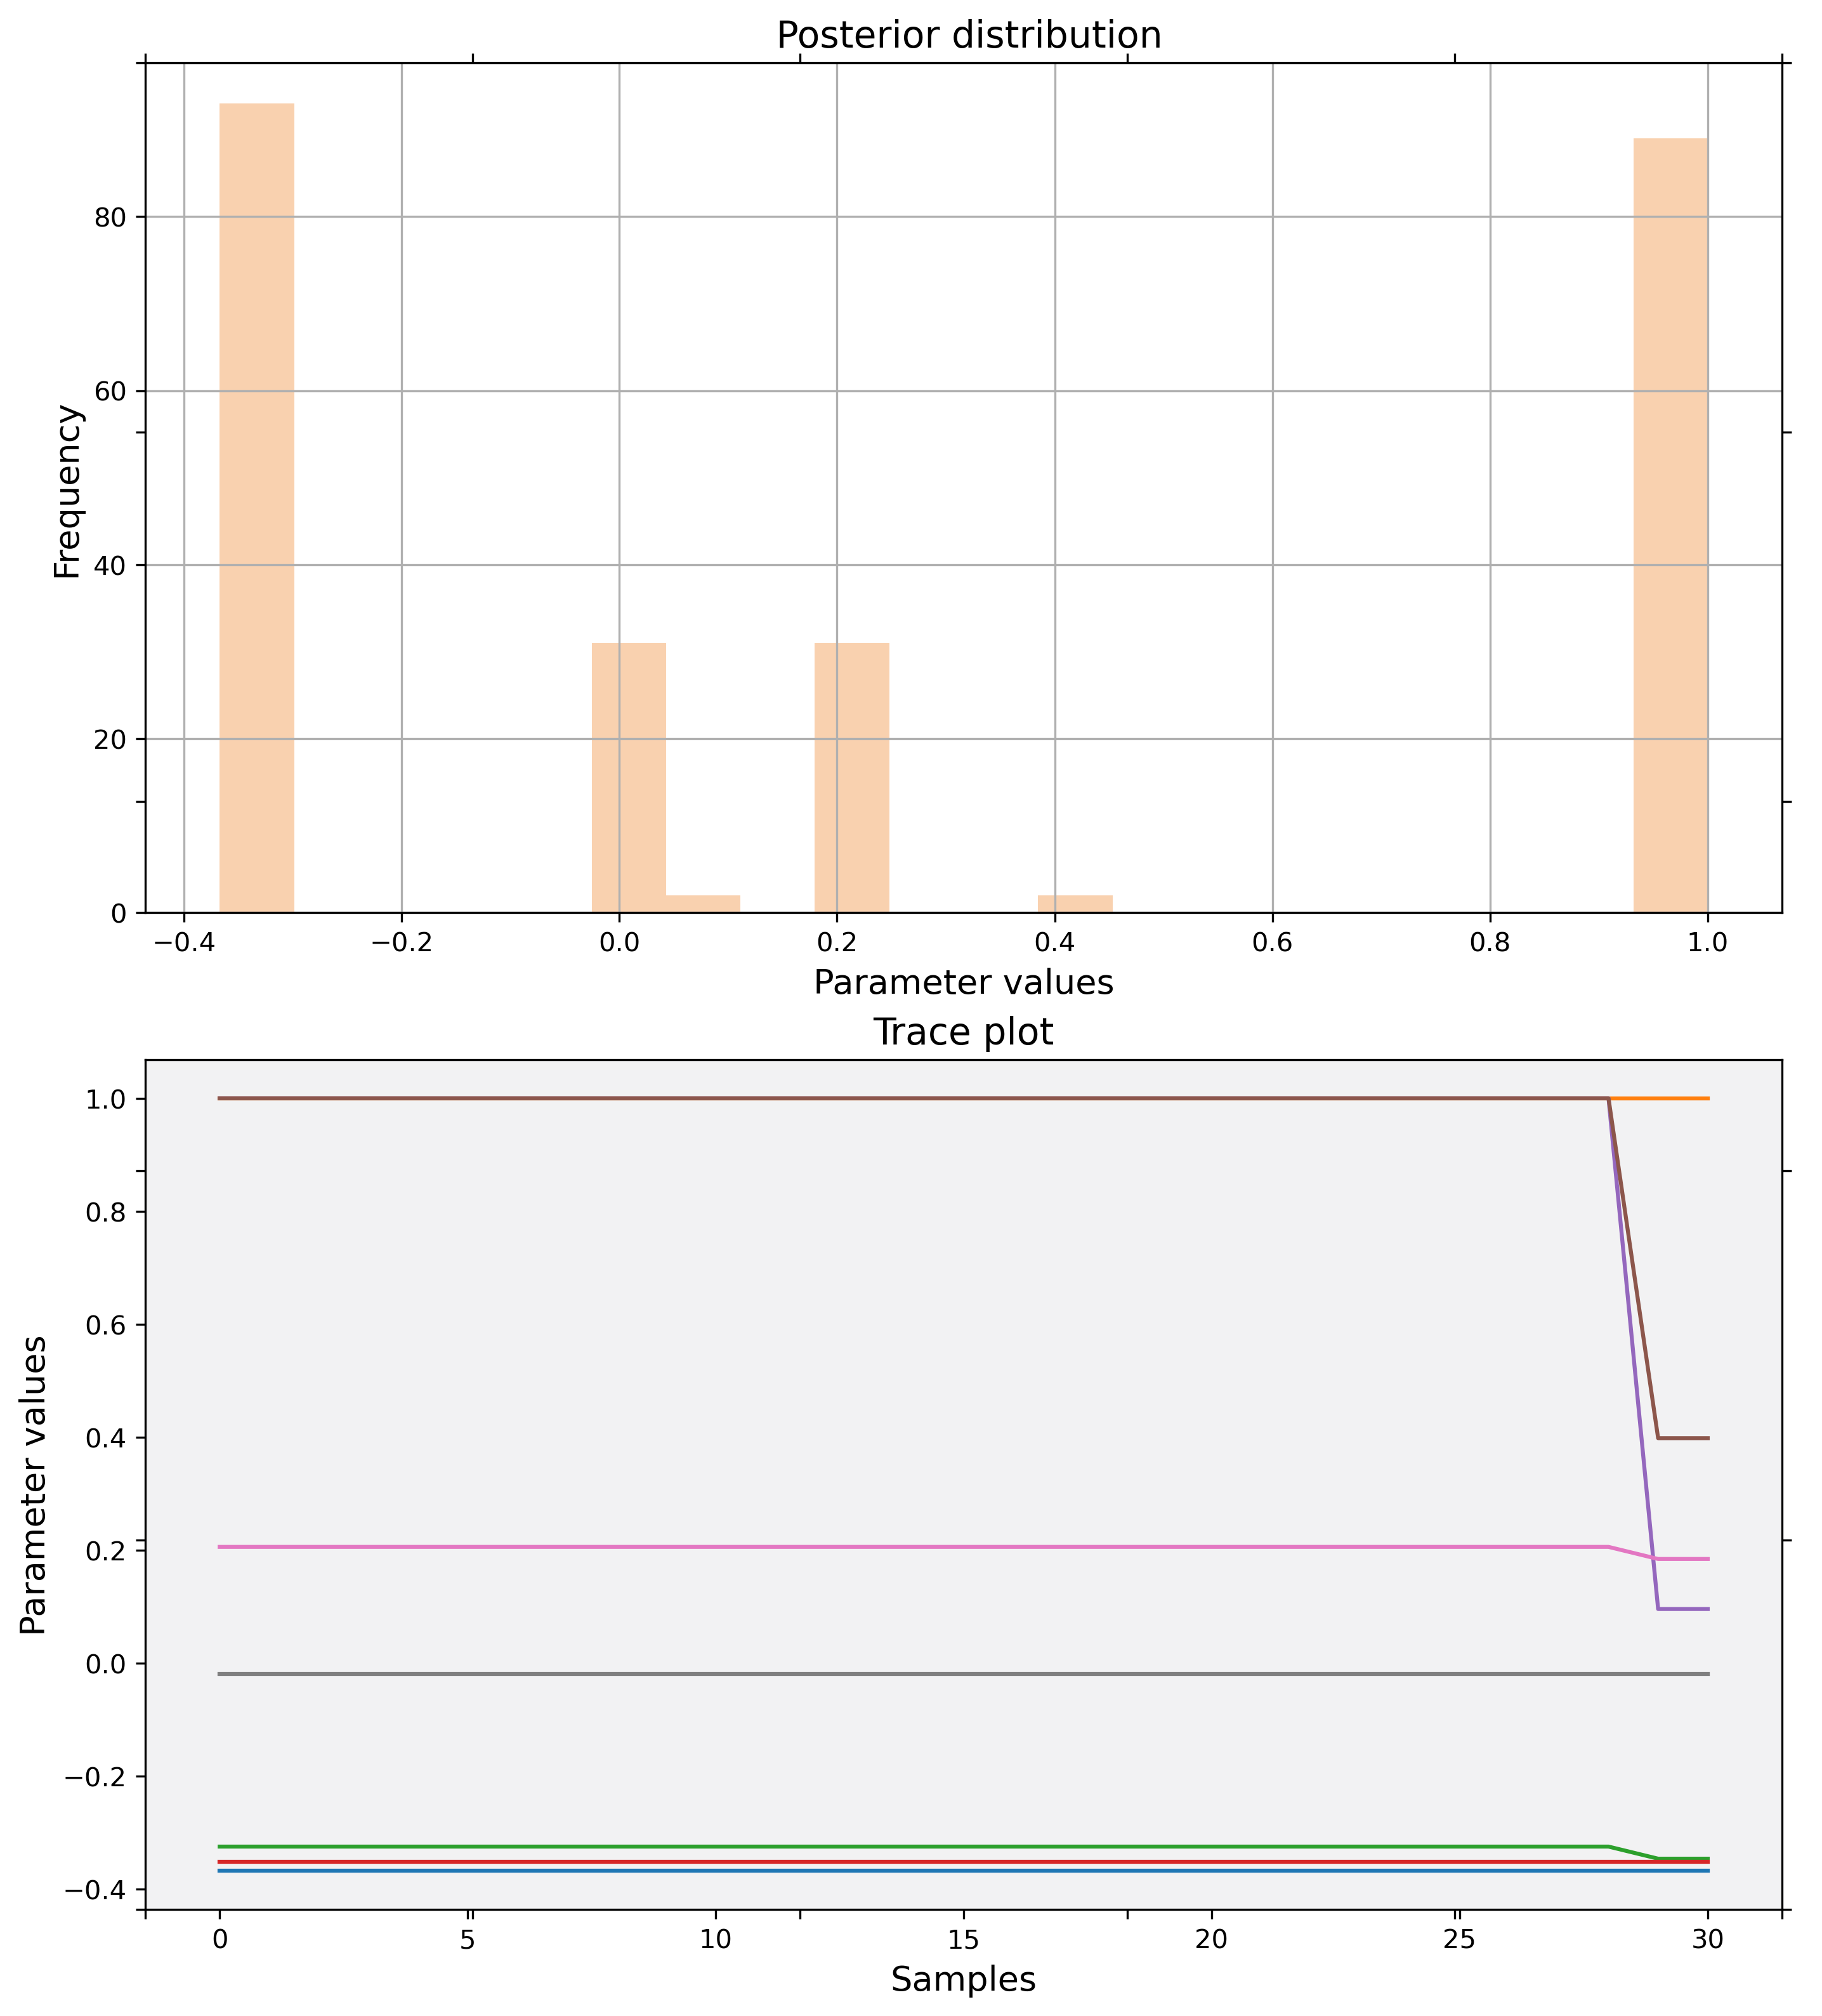 Posterior distribution
80
60
40
20
0
Frequency
−0.4 −0.2 0.0 0.2 0.4 0.6 0.8 1.0
Parameter values
Trace plot
1.0
0.8
0.6
0.4
0.2
0.0
−0.2
−0.4
Parameter values
0 5 10 15 20 25 30
Samples